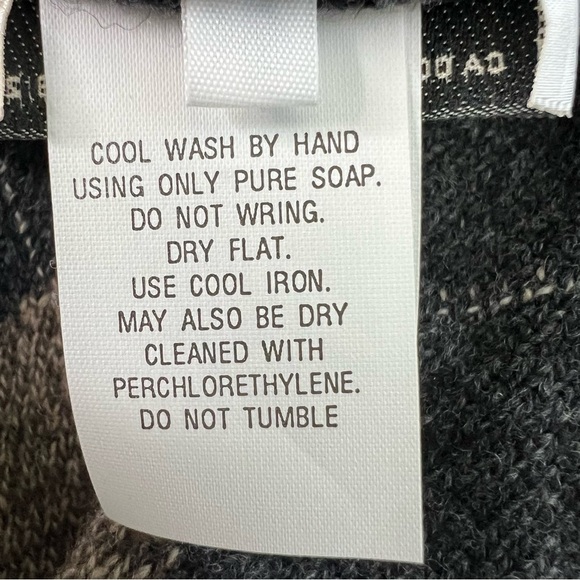 COOL WASH BY HAND
USING ONLY PURE SOAP.
DO NOT WRING.
DRY FLAT.
USE COOL IRON.
MAY ALSO BE DRY
CLEANED WITH
PERCHLORETHYLENE.
DO NOT TUMBLE